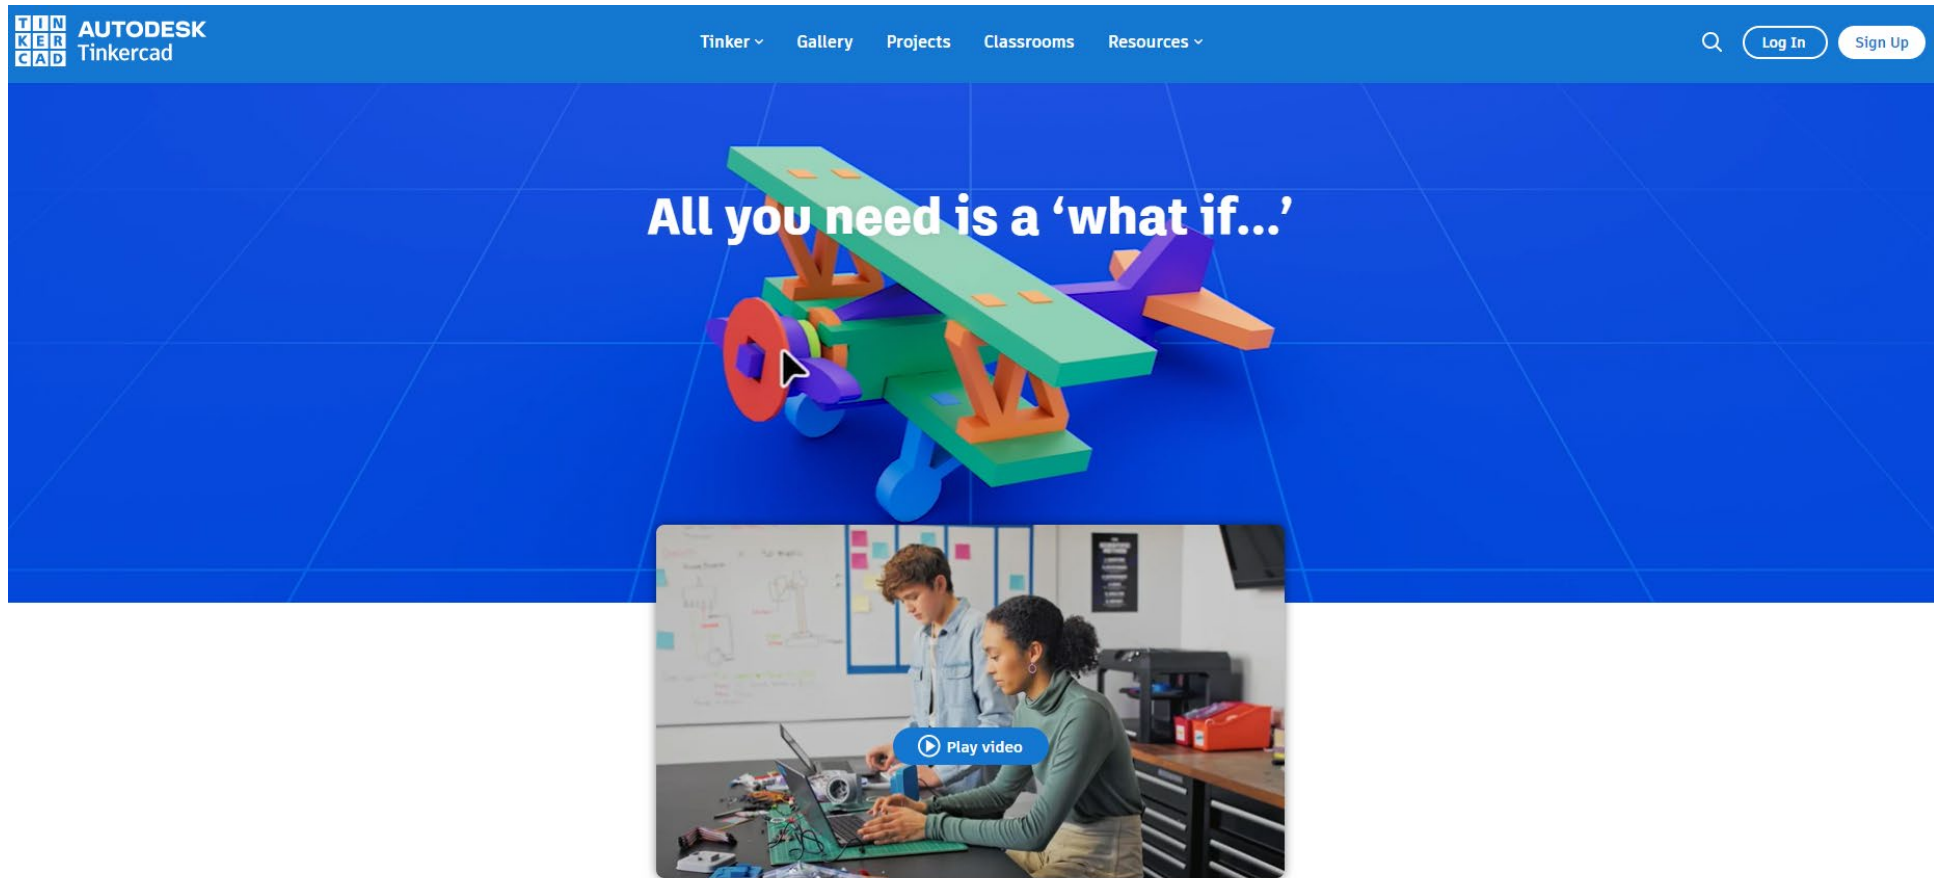 TIN
KER
CAD
AUTODESK
Tinkercad
Tinker
Gallery
Projects
Classrooms
Resources
Log In
Sign Up
All you need is a ‘what if...’
Play video